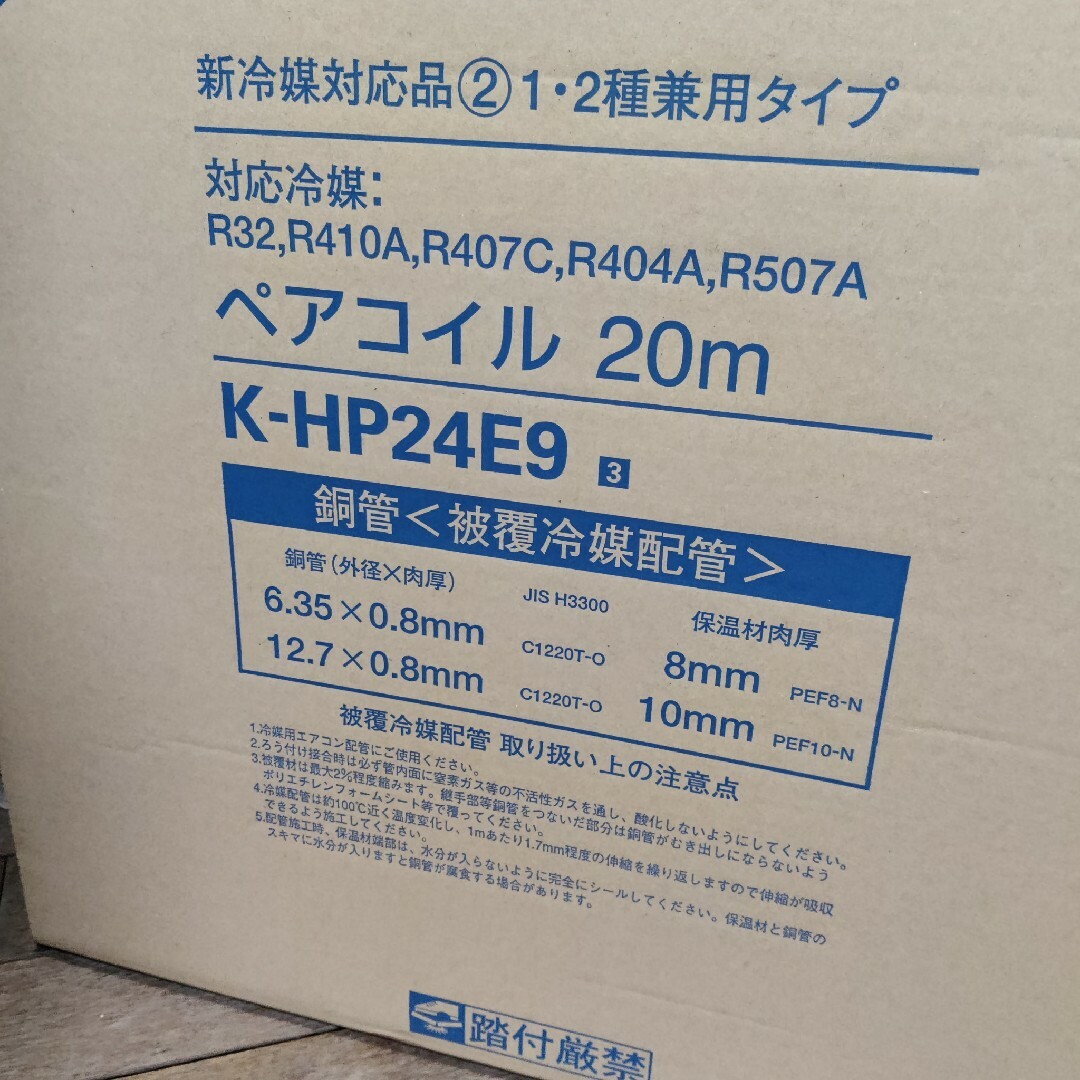 新冷媒対応品②1・2種兼用タイプ
対応冷媒:
R32,R410A,R407C,R404A,R507A
ペアコイル 20m
K-HP24E9 3
銅管<被覆冷媒配管>
銅管(外径×肉厚) JIS H3300 保温材肉厚
6.35×0.8mm C1220T-O 8mm PEF8-N
12.7×0.8mm C1220T-O 10mm PEF10-N
被覆冷媒配管 取り扱い上の注意点
1.冷媒用エアコン配管にご使用ください。
2.ろう付け接合時は必ず管内面に窒素ガス等の不活性ガスを通し、酸化しないようにしてください。
3.被覆材は最大2%程度縮みます。継手部等銅管をつないだ部分は銅管がむき出しにならないよう
ポリエチレンフォームシート等で覆ってください。
4.冷媒配管は約100℃近く温度変化し、1mあたり1.7mm程度の伸縮を繰り返しますので伸縮が吸収
できるよう施工してください。
5.配管施工時、保温材端部は、水分が入らないように完全にシールしてください。保温材と銅管の
スキマに水分が入りますと銅管が腐食する場合があります。
踏付厳禁